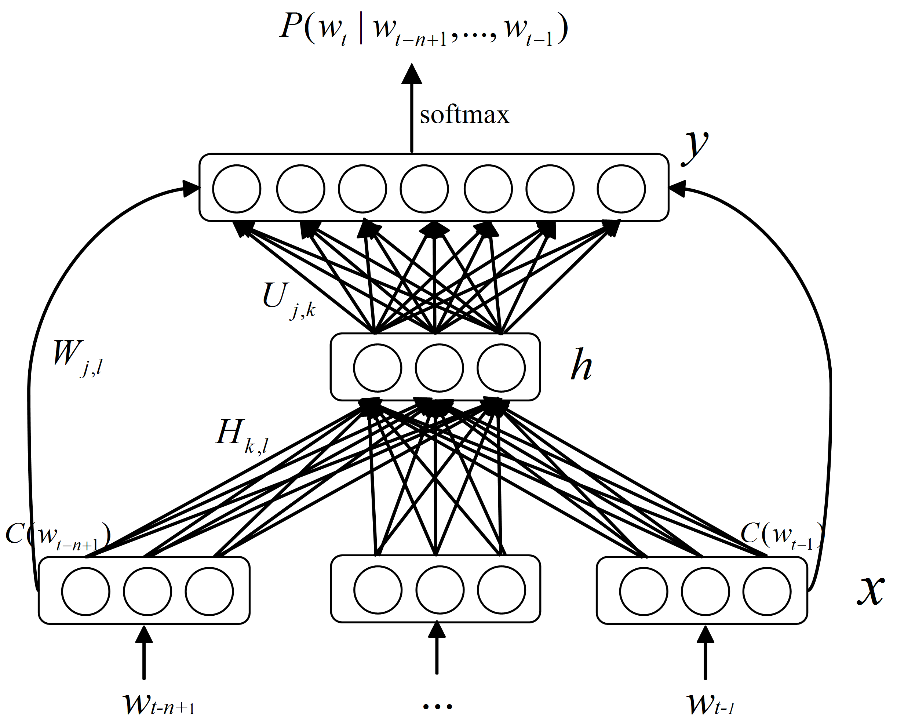 P(w_t | w_{t-n+1},...,w_{t-1})
softmax
y
U_{j,k}
W_{j,l}
h
H_{k,l}
C(w_{t-n+1})
C(w_{t-1})
x
w_{t-n+1}
...
w_{t-1}